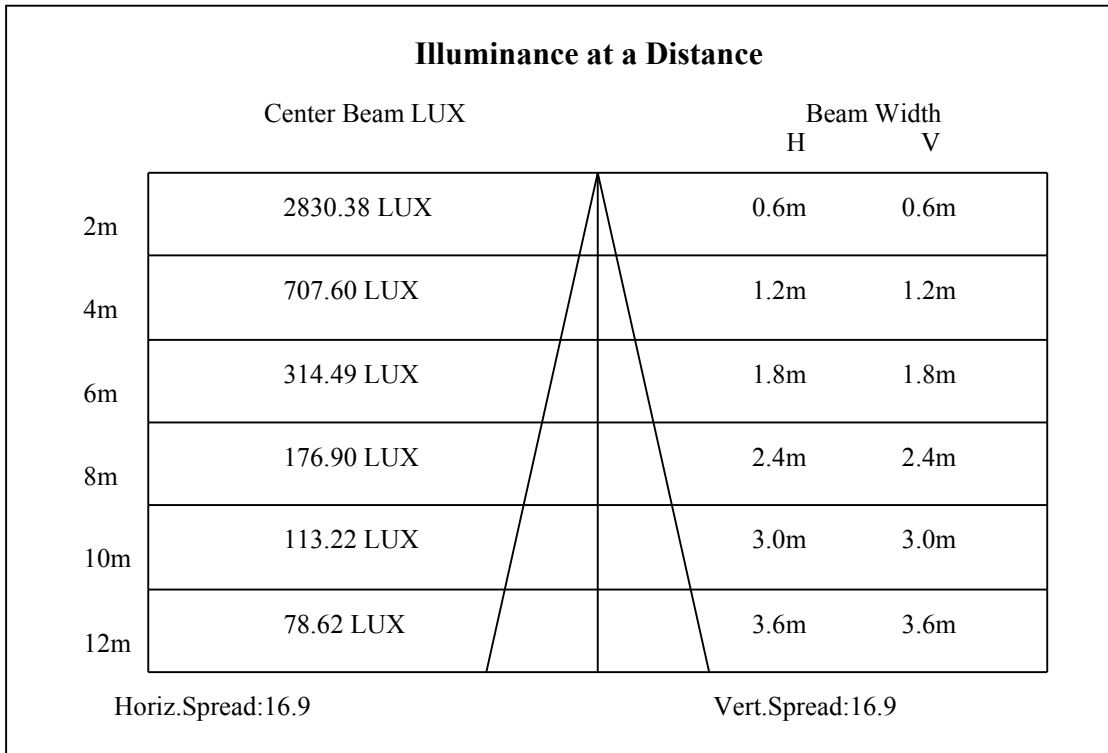 Illuminance at a Distance
Center Beam LUX Beam Width
H V
2m 2830.38 LUX 0.6m 0.6m
4m 707.60 LUX 1.2m 1.2m
6m 314.49 LUX 1.8m 1.8m
8m 176.90 LUX 2.4m 2.4m
10m 113.22 LUX 3.0m 3.0m
12m 78.62 LUX 3.6m 3.6m
Horiz.Spread:16.9 Vert.Spread:16.9